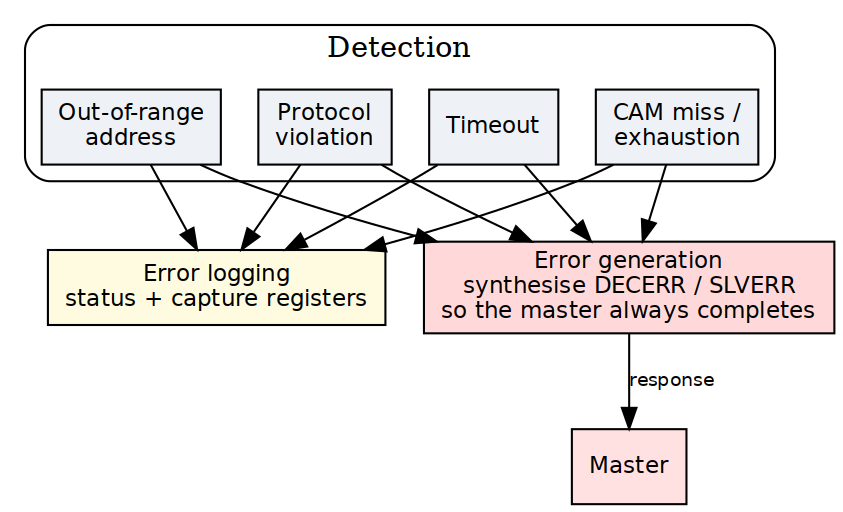 Detection
Out-of-range
address
Protocol
violation
Timeout
CAM miss /
exhaustion
Error logging
status + capture registers
Error generation
synthesise DECERR / SLVERR
so the master always completes
response
Master